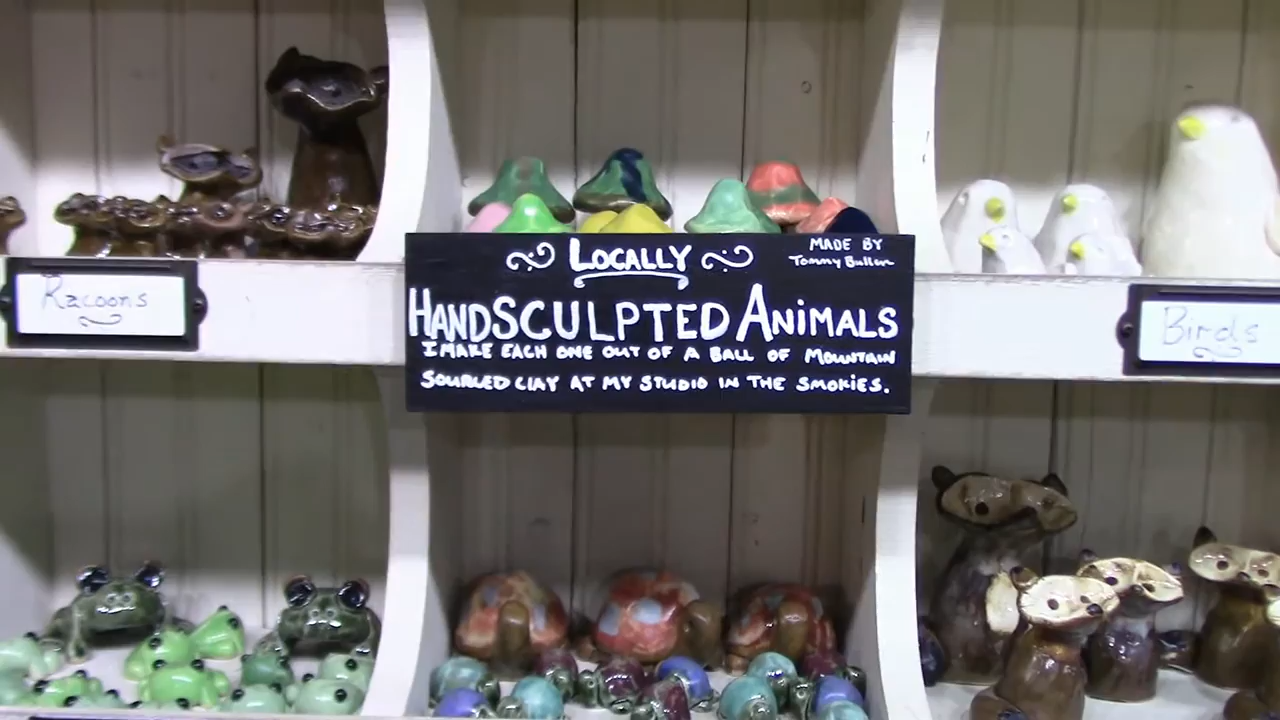 LOCALLY
MADE BY
Tommy Bullen
HANDSCULPTED ANIMALS
I MAKE EACH ONE OUT OF A BALL OF MOUNTAIN
SOURCED CLAY AT MY STUDIO IN THE SMOKIES.
Racoons
Birds